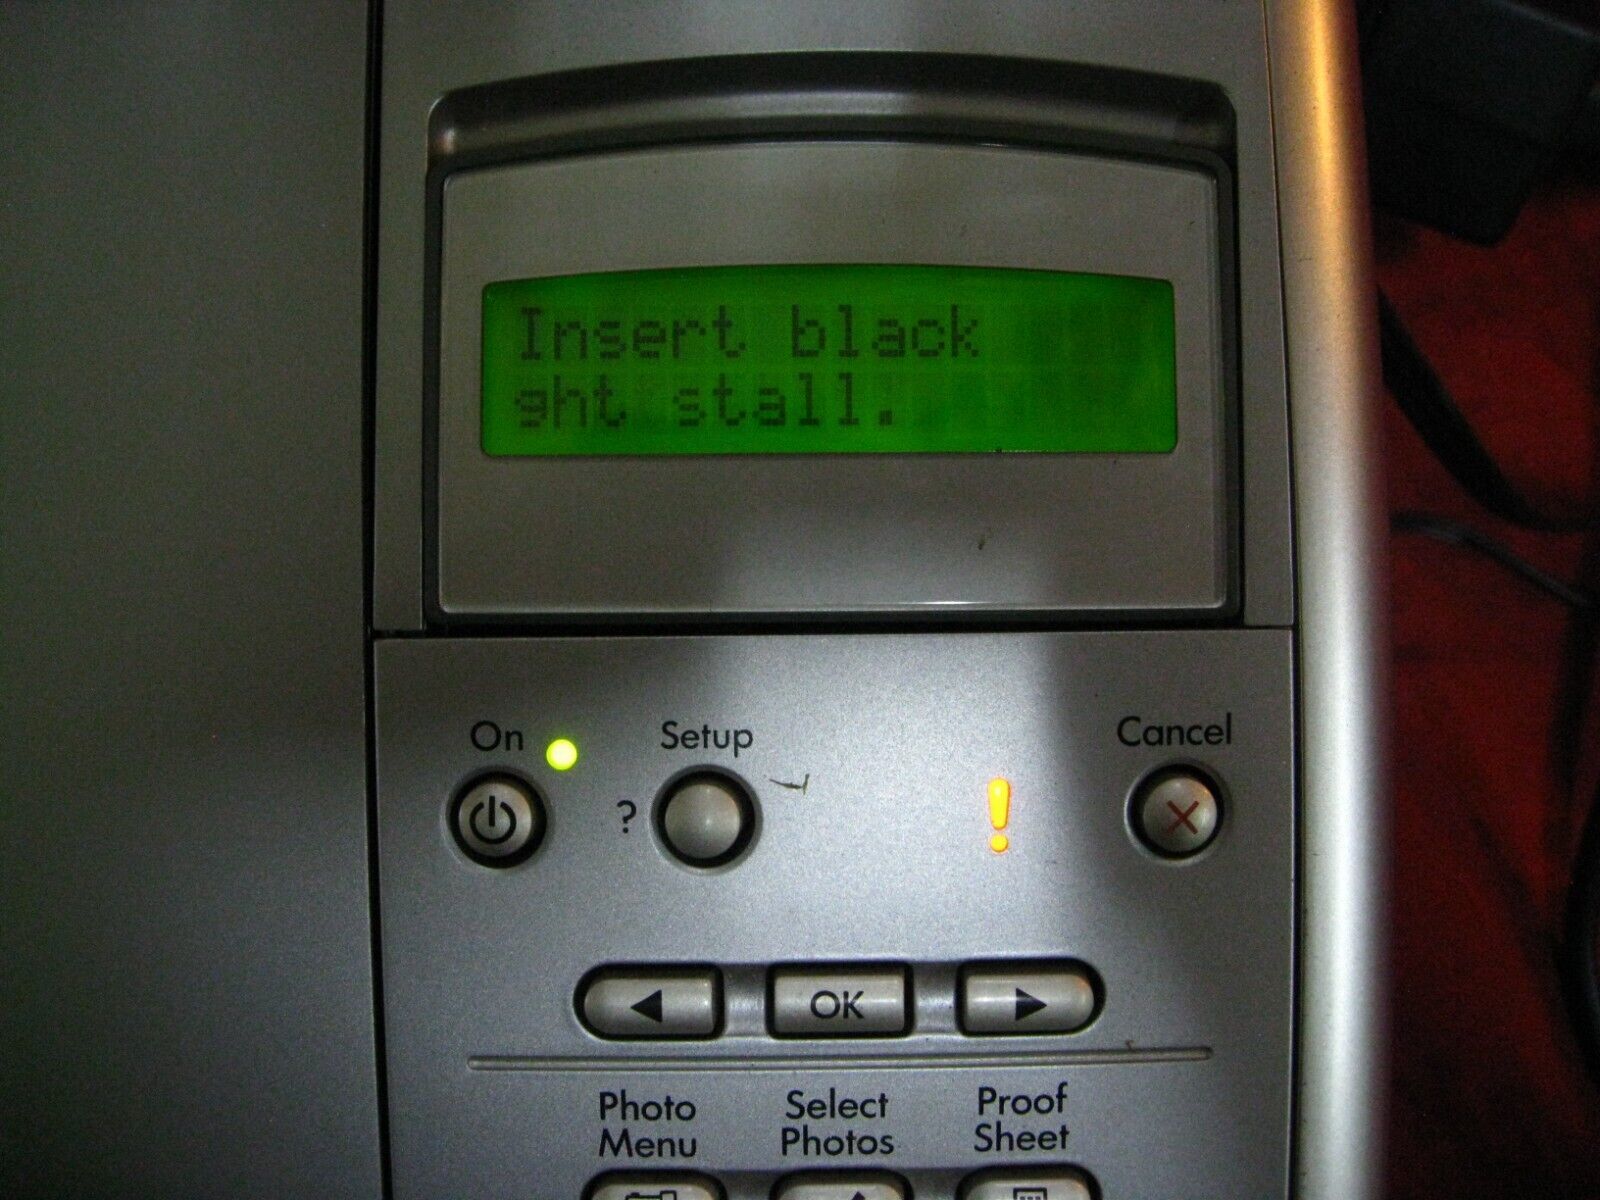 Insert black
ght stall.
On
Setup
Cancel
?
!
OK
Photo
Menu
Select
Photos
Proof
Sheet